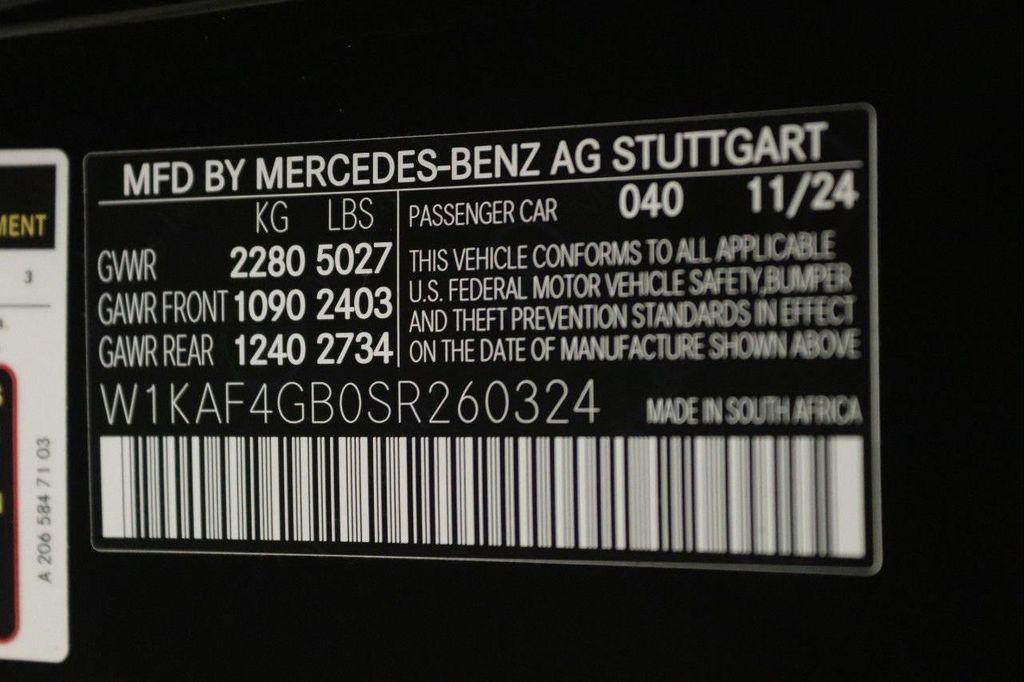 MFD BY MERCEDES-BENZ AG STUTTGART
KG LBS
GVWR 2280 5027
GAWR FRONT 1090 2403
GAWR REAR 1240 2734
PASSENGER CAR 040 11/24
THIS VEHICLE CONFORMS TO ALL APPLICABLE
U.S. FEDERAL MOTOR VEHICLE SAFETY,BUMPER
AND THEFT PREVENTION STANDARDS IN EFFECT
ON THE DATE OF MANUFACTURE SHOWN ABOVE
W1KAF4GB0SR260324
MADE IN SOUTH AFRICA
MENT
3
A 206 584 71 03